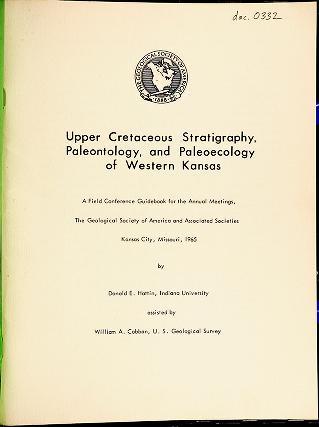 doc. 0332
THE GEOLOGICAL SOCIETY OF AMERICA
1888
Upper Cretaceous Stratigraphy,
Paleontology, and Paleoecology
of Western Kansas
A Field Conference Guidebook for the Annual Meetings,
The Geological Society of America and Associated Societies
Kansas City, Missouri, 1965
by
Donald E. Hattin, Indiana University
assisted by
William A. Cobban, U. S. Geological Survey